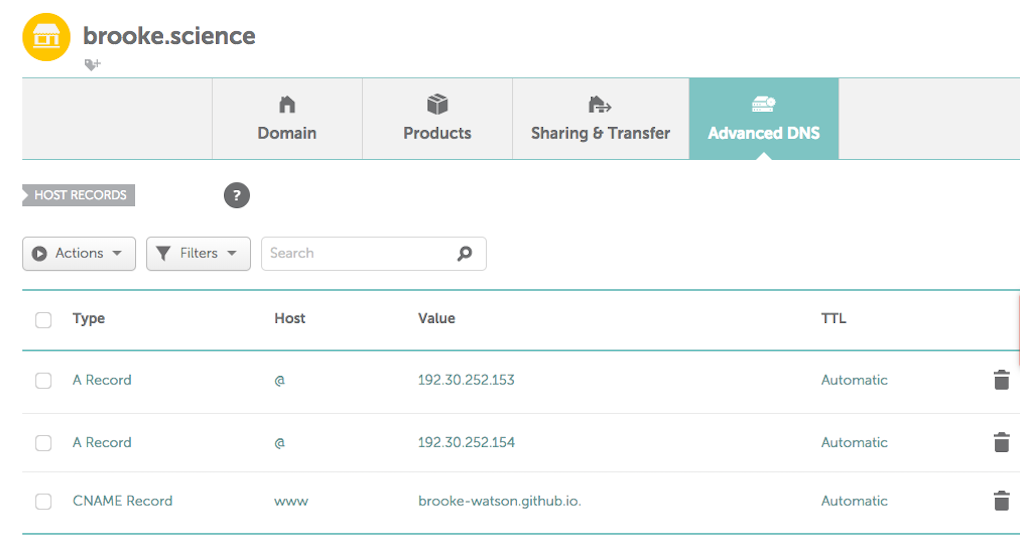 brooke.science
Domain Products Sharing & Transfer Advanced DNS
HOST RECORDS ?
Actions Filters Search
Type Host Value TTL
A Record @ 192.30.252.153 Automatic
A Record @ 192.30.252.154 Automatic
CNAME Record www brooke-watson.github.io. Automatic